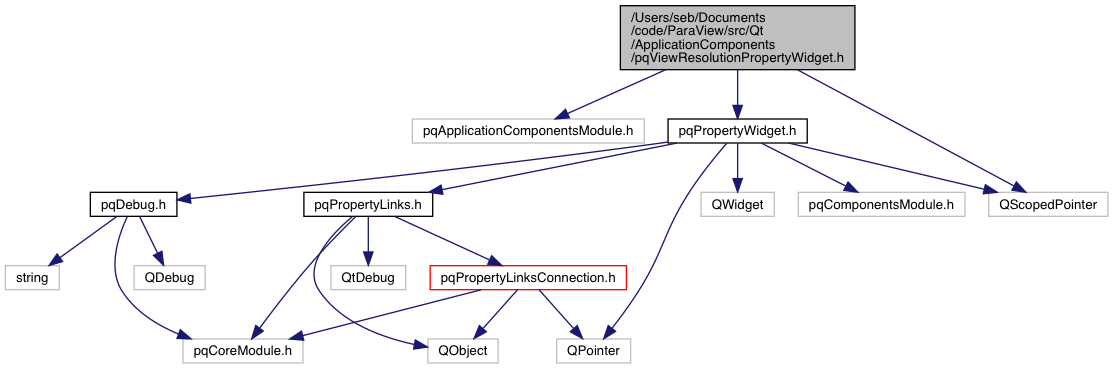 /Users/seb/Documents
/code/ParaView/src/Qt
/ApplicationComponents
/pqViewResolutionPropertyWidget.h
pqApplicationComponentsModule.h
pqPropertyWidget.h
pqDebug.h
pqPropertyLinks.h
QWidget
pqComponentsModule.h
QScopedPointer
string
QDebug
QtDebug
pqPropertyLinksConnection.h
pqCoreModule.h
QObject
QPointer